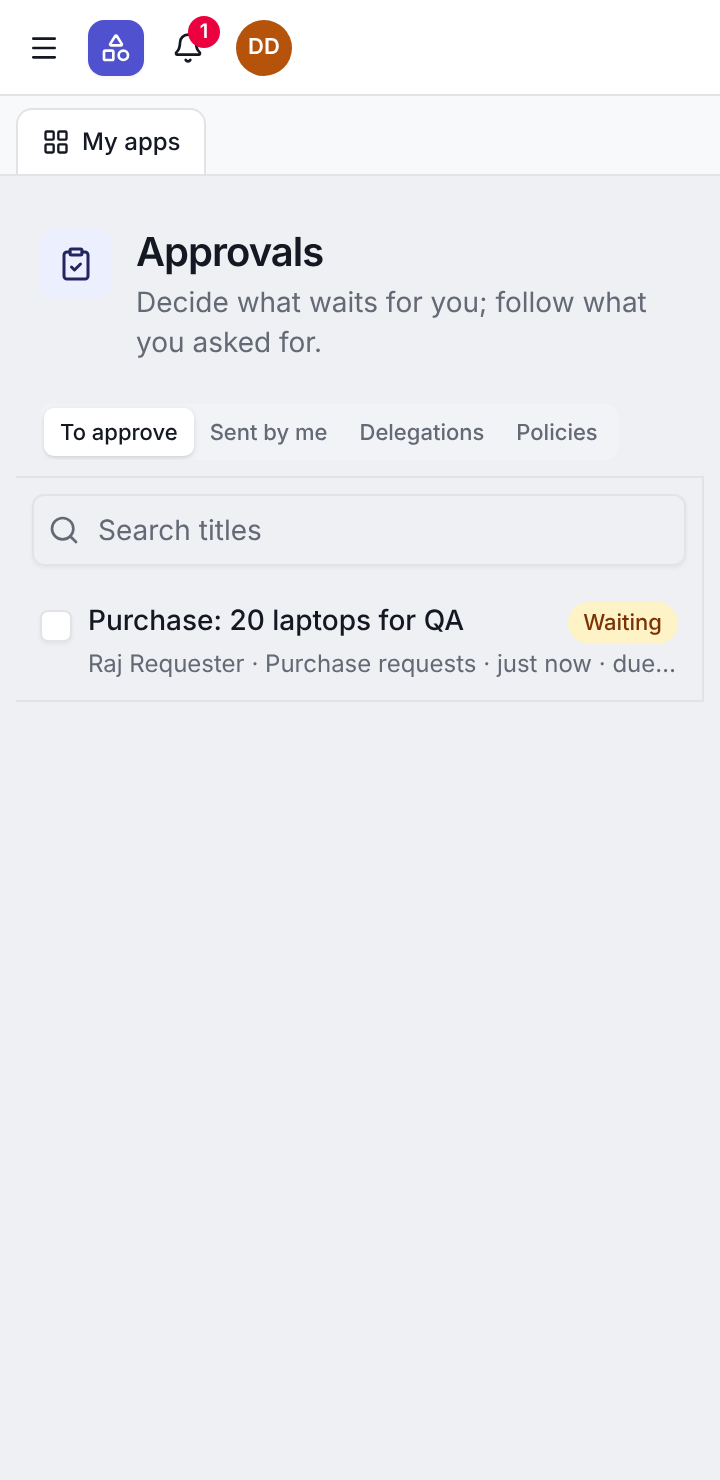 1
DD
My apps
Approvals
Decide what waits for you; follow what
you asked for.
To approve Sent by me Delegations Policies
Search titles
Purchase: 20 laptops for QA Waiting
Raj Requester · Purchase requests · just now · due...